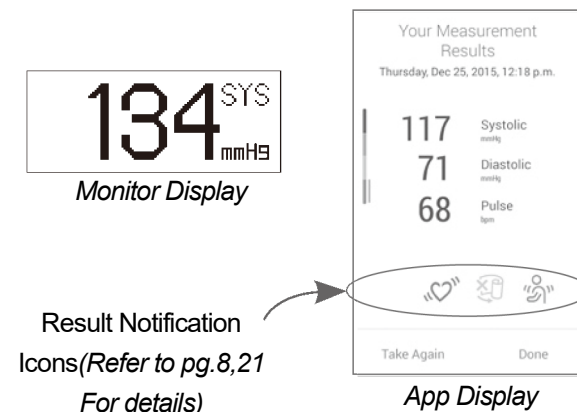 134 SYS
mmHg
Monitor Display
Result Notification
Icons(Refer to pg.8,21
For details)
Your Measurement
Results
Thursday, Dec 25, 2015, 12:18 p.m.
117 Systolic
mmHg
71 Diastolic
mmHg
68 Pulse
bpm
Take Again Done
App Display